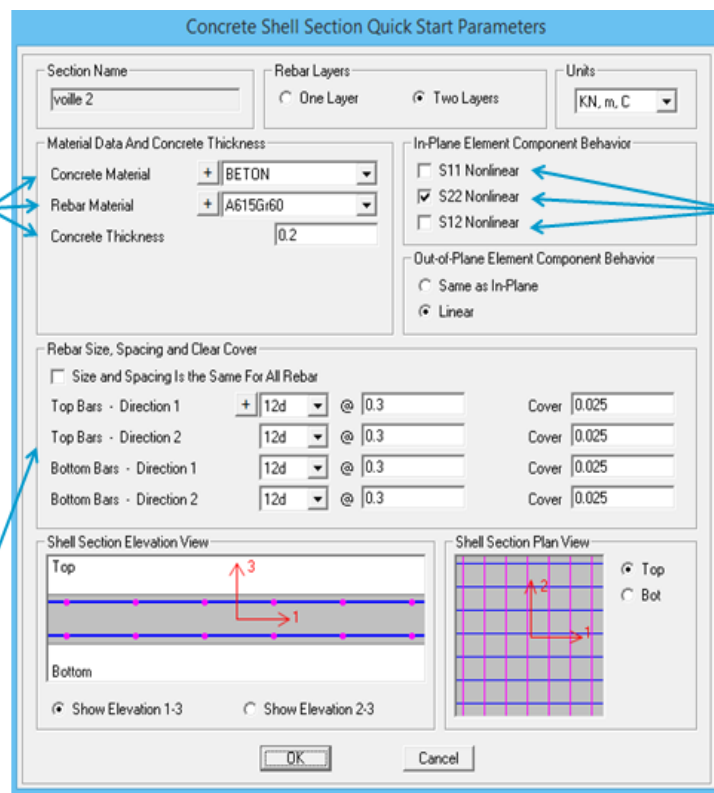 Concrete Shell Section Quick Start Parameters
Section Name
voille 2
Rebar Layers
One Layer
Two Layers
Units
KN, m, C
Material Data And Concrete Thickness
Concrete Material + BETON
Rebar Material + A615Gr60
Concrete Thickness 0.2
In-Plane Element Component Behavior
S11 Nonlinear
S22 Nonlinear
S12 Nonlinear
Out-of-Plane Element Component Behavior
Same as In-Plane
Linear
Rebar Size, Spacing and Clear Cover
Size and Spacing Is the Same For All Rebar
Top Bars - Direction 1 + 12d @ 0.3 Cover 0.025
Top Bars - Direction 2 12d @ 0.3 Cover 0.025
Bottom Bars - Direction 1 12d @ 0.3 Cover 0.025
Bottom Bars - Direction 2 12d @ 0.3 Cover 0.025
Shell Section Elevation View
Top
3
1
Bottom
Show Elevation 1-3
Show Elevation 2-3
Shell Section Plan View
2
1
Top
Bot
OK
Cancel